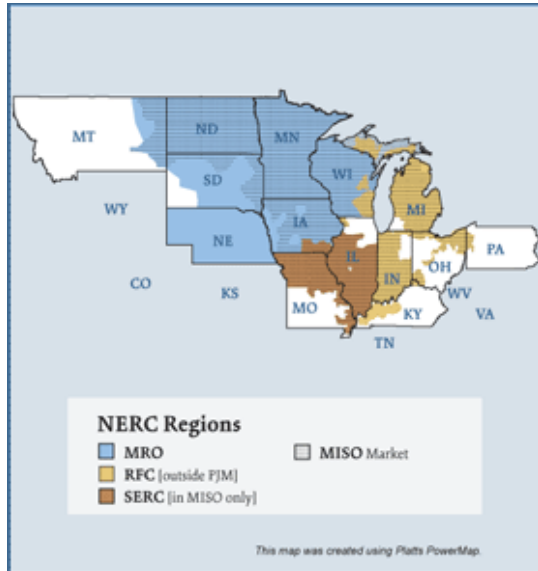 MT
ND
MN
WI
SD
WY
IA
MI
NE
IL
IN
OH
PA
CO
KS
MO
KY
WV
VA
TN
NERC Regions
MRO
MISO Market
RFC [outside PJM]
SERC [in MISO only]
This map was created using Platts PowerMap.